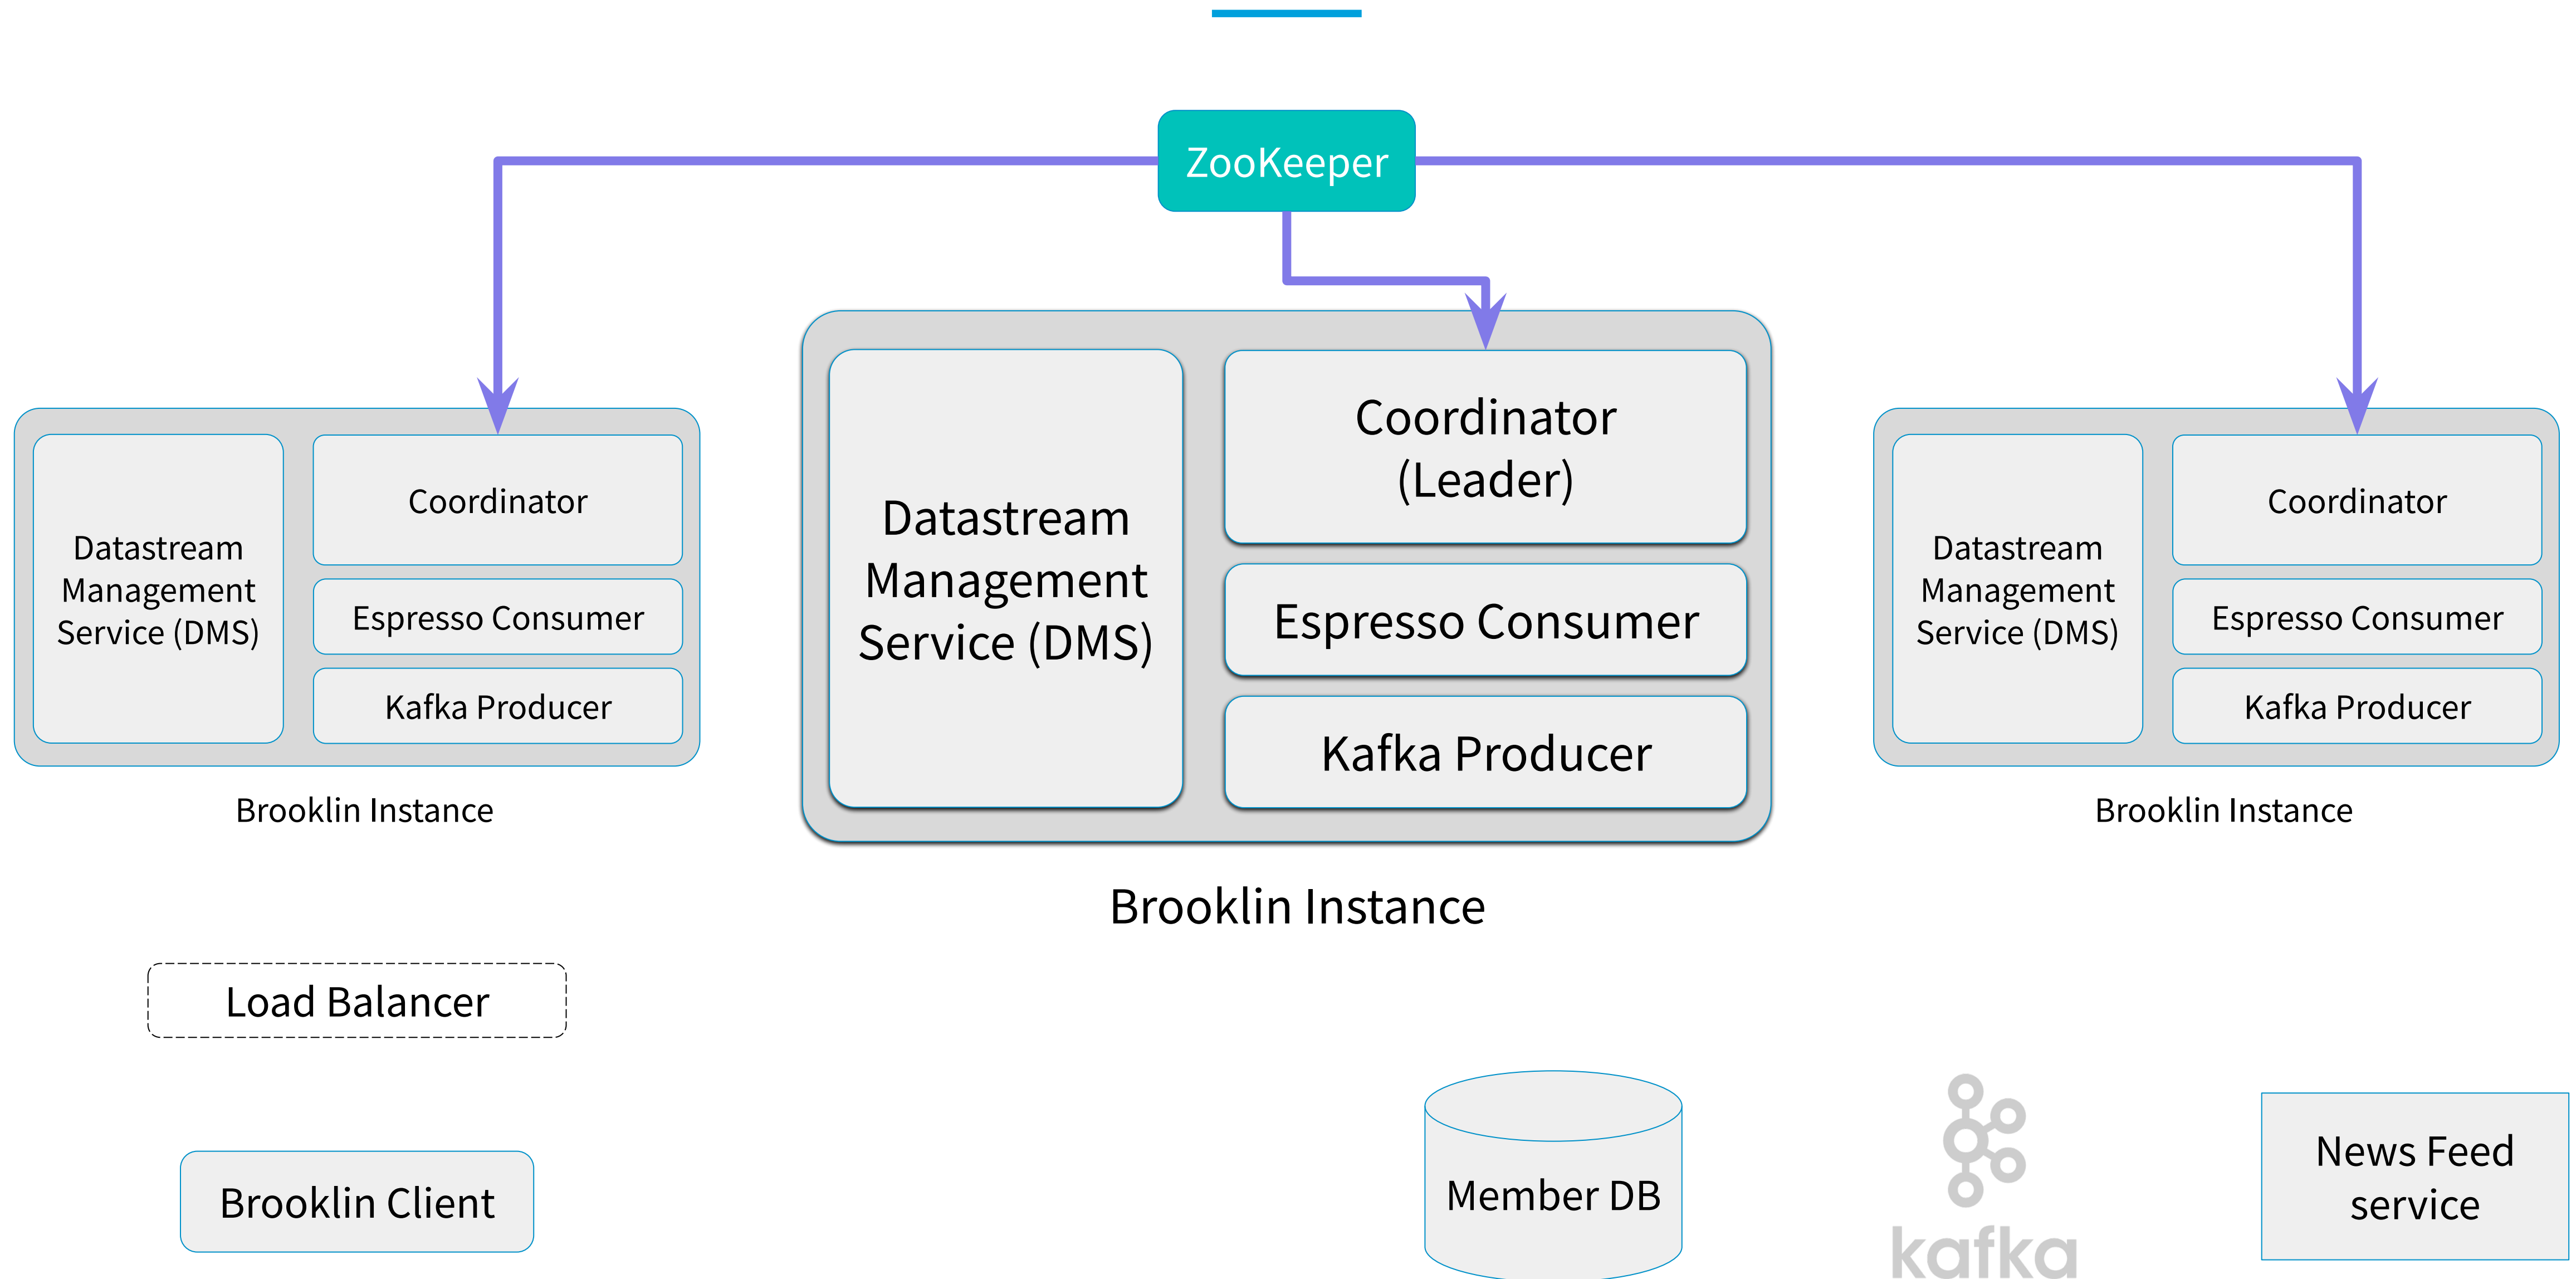 ZooKeeper
Datastream
Management
Service (DMS)
Coordinator
Espresso Consumer
Kafka Producer
Brooklin Instance
Datastream
Management
Service (DMS)
Coordinator
(Leader)
Espresso Consumer
Kafka Producer
Brooklin Instance
Datastream
Management
Service (DMS)
Coordinator
Espresso Consumer
Kafka Producer
Brooklin Instance
Load Balancer
Brooklin Client
Member DB
kafka
News Feed
service